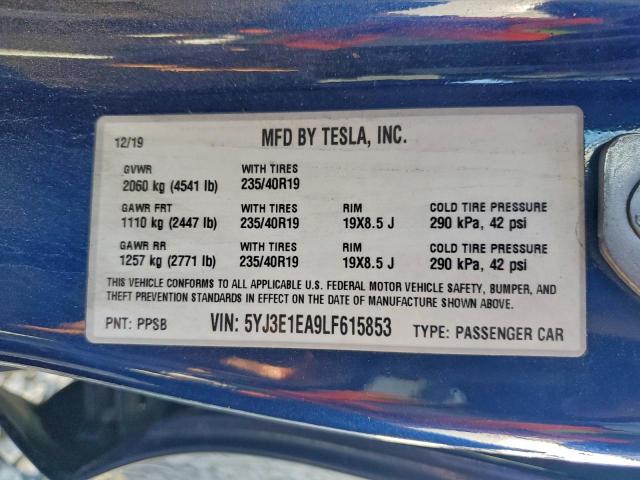 12/19 MFD BY TESLA, INC.
GVWR WITH TIRES
2060 kg (4541 lb) 235/40R19
GAWR FRT WITH TIRES RIM COLD TIRE PRESSURE
1110 kg (2447 lb) 235/40R19 19X8.5 J 290 kPa, 42 psi
GAWR RR WITH TIRES RIM COLD TIRE PRESSURE
1257 kg (2771 lb) 235/40R19 19X8.5 J 290 kPa, 42 psi
THIS VEHICLE CONFORMS TO ALL APPLICABLE U.S. FEDERAL MOTOR VEHICLE SAFETY, BUMPER, AND
THEFT PREVENTION STANDARDS IN EFFECT ON THE DATE OF MANUFACTURE SHOWN ABOVE.
PNT: PPSB VIN: 5YJ3E1EA9LF615853 TYPE: PASSENGER CAR